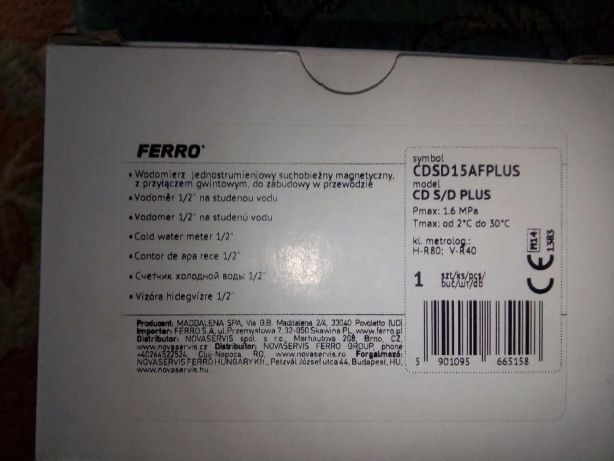 FERRO®
• Wodomierz jednostrumieniowy suchobieżny magnetyczny,
z przyłączem gwintowym, do zabudowy w przewodzie
• Vodoměr 1/2" na studenou vodu
• Vodomer 1/2" na studenú vodu
• Cold water meter 1/2"
• Contor de apa rece 1/2"
• Счетчик холодной воды 1/2"
• Vízóra hidegvízre 1/2"
Producent: MADDALENA SPA, Via G.B. Maddalena 2/4, 33040 Povoletto (UD)
Importer: FERRO S.A. ul.Przemysłowa 7, 32-050 Skawina PL, www.ferro.pl
Distributor: NOVASERVIS spol. s r.o., Merhautova 208, Brno, CZ,
www.novaservis.cz Distribuitor: NOVASERVIS FERRO GROUP, phone
+40264522524, Cluj-Napoca, RO, www.novaservis.ro Forgalmazó:
NOVASERVIS FERRO HUNGARY Kft., Petzvál József utca 44, Budapest, HU,
www.novaservis.hu
symbol
CDSD15AFPLUS
model
CD S/D PLUS
Pmax: 1.6 MPa
Tmax: od 2°C do 30°C
kl. metrolog.:
H-R80; V-R40
CE M14 1383
1 szt/ks/pcs/
buc/шт/db
5 901095 665158